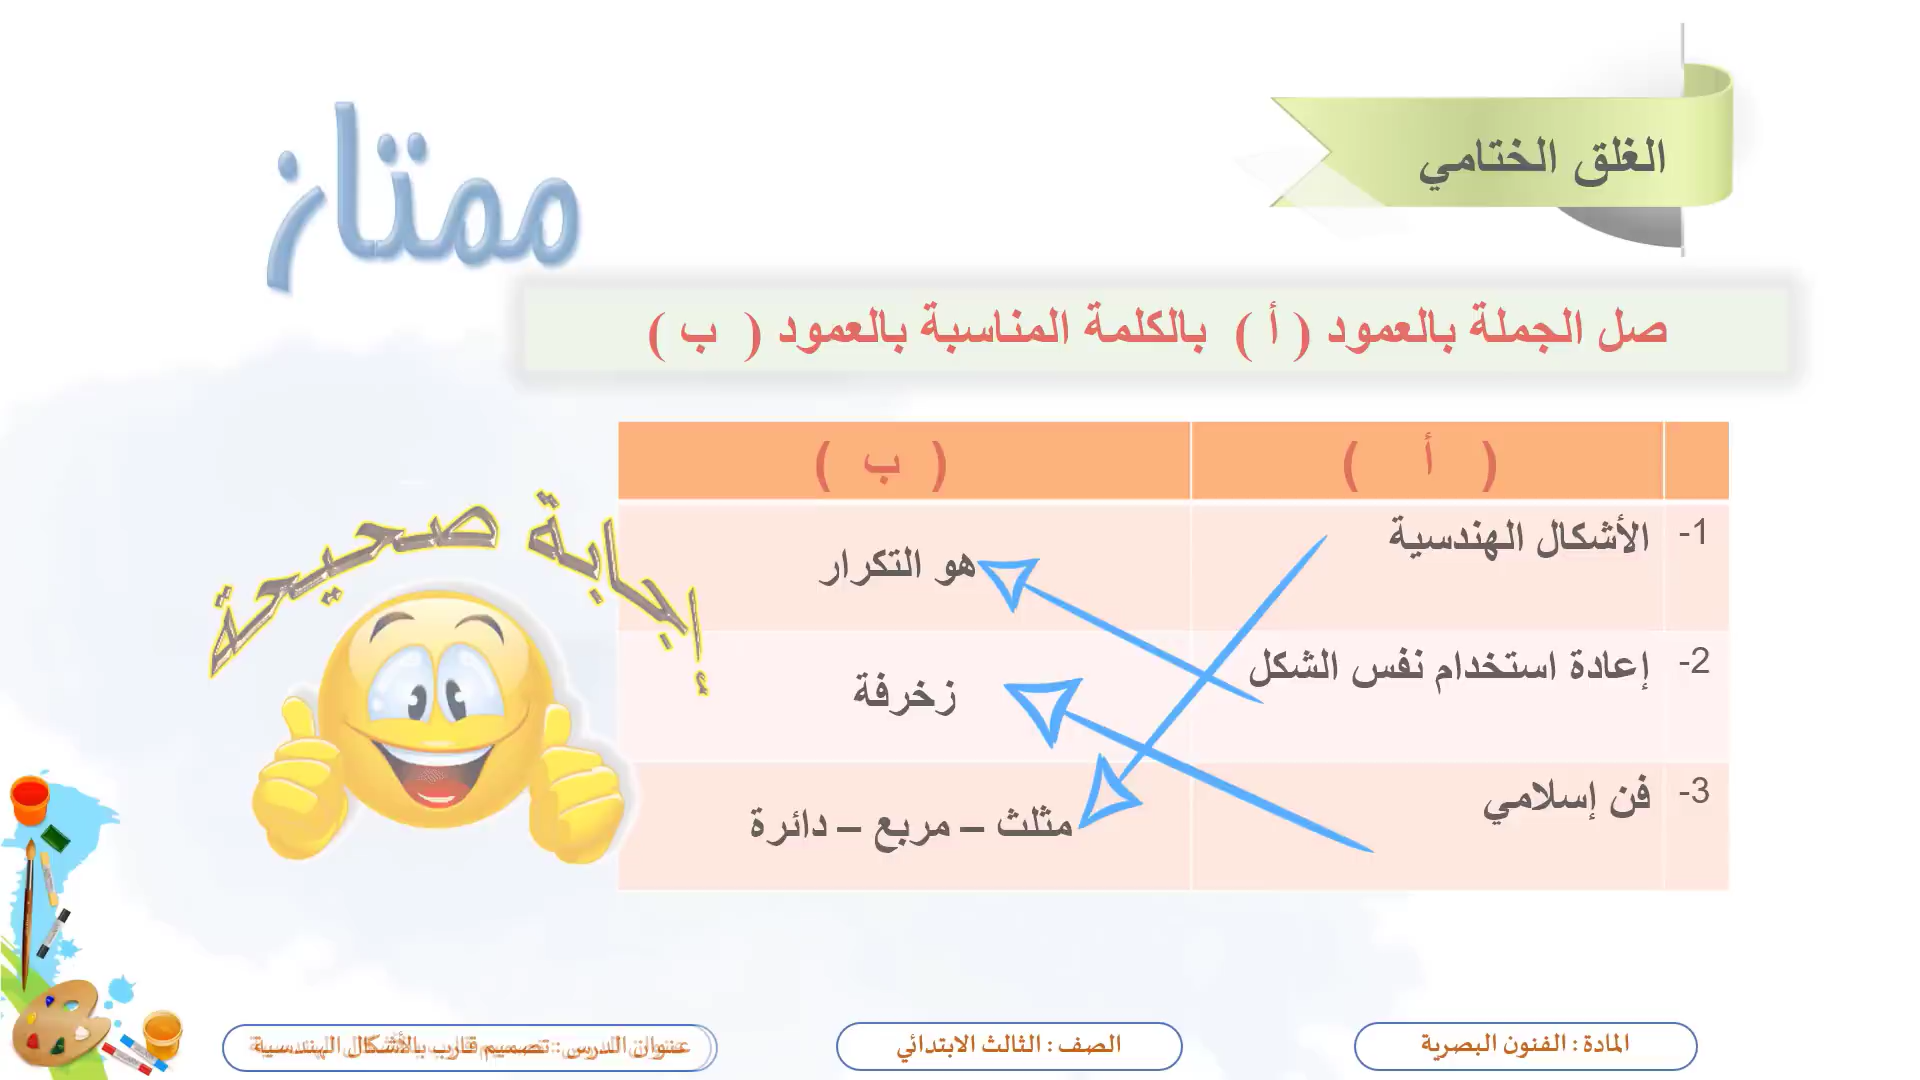 الغلق الختامي
ممتاز
صل الجملة بالعمود ( أ ) بالكلمة المناسبة بالعمود ( ب )
( أ ) ( ب )
1- الأشكال الهندسية هو التكرار
2- إعادة استخدام نفس الشكل زخرفة
3- فن إسلامي مثلث – مربع – دائرة
إجابة صحيحة
المادة : الفنون البصرية
الصف : الثالث الابتدائي
عنوان الدرس : تصميم قارب بالأشكال الهندسية